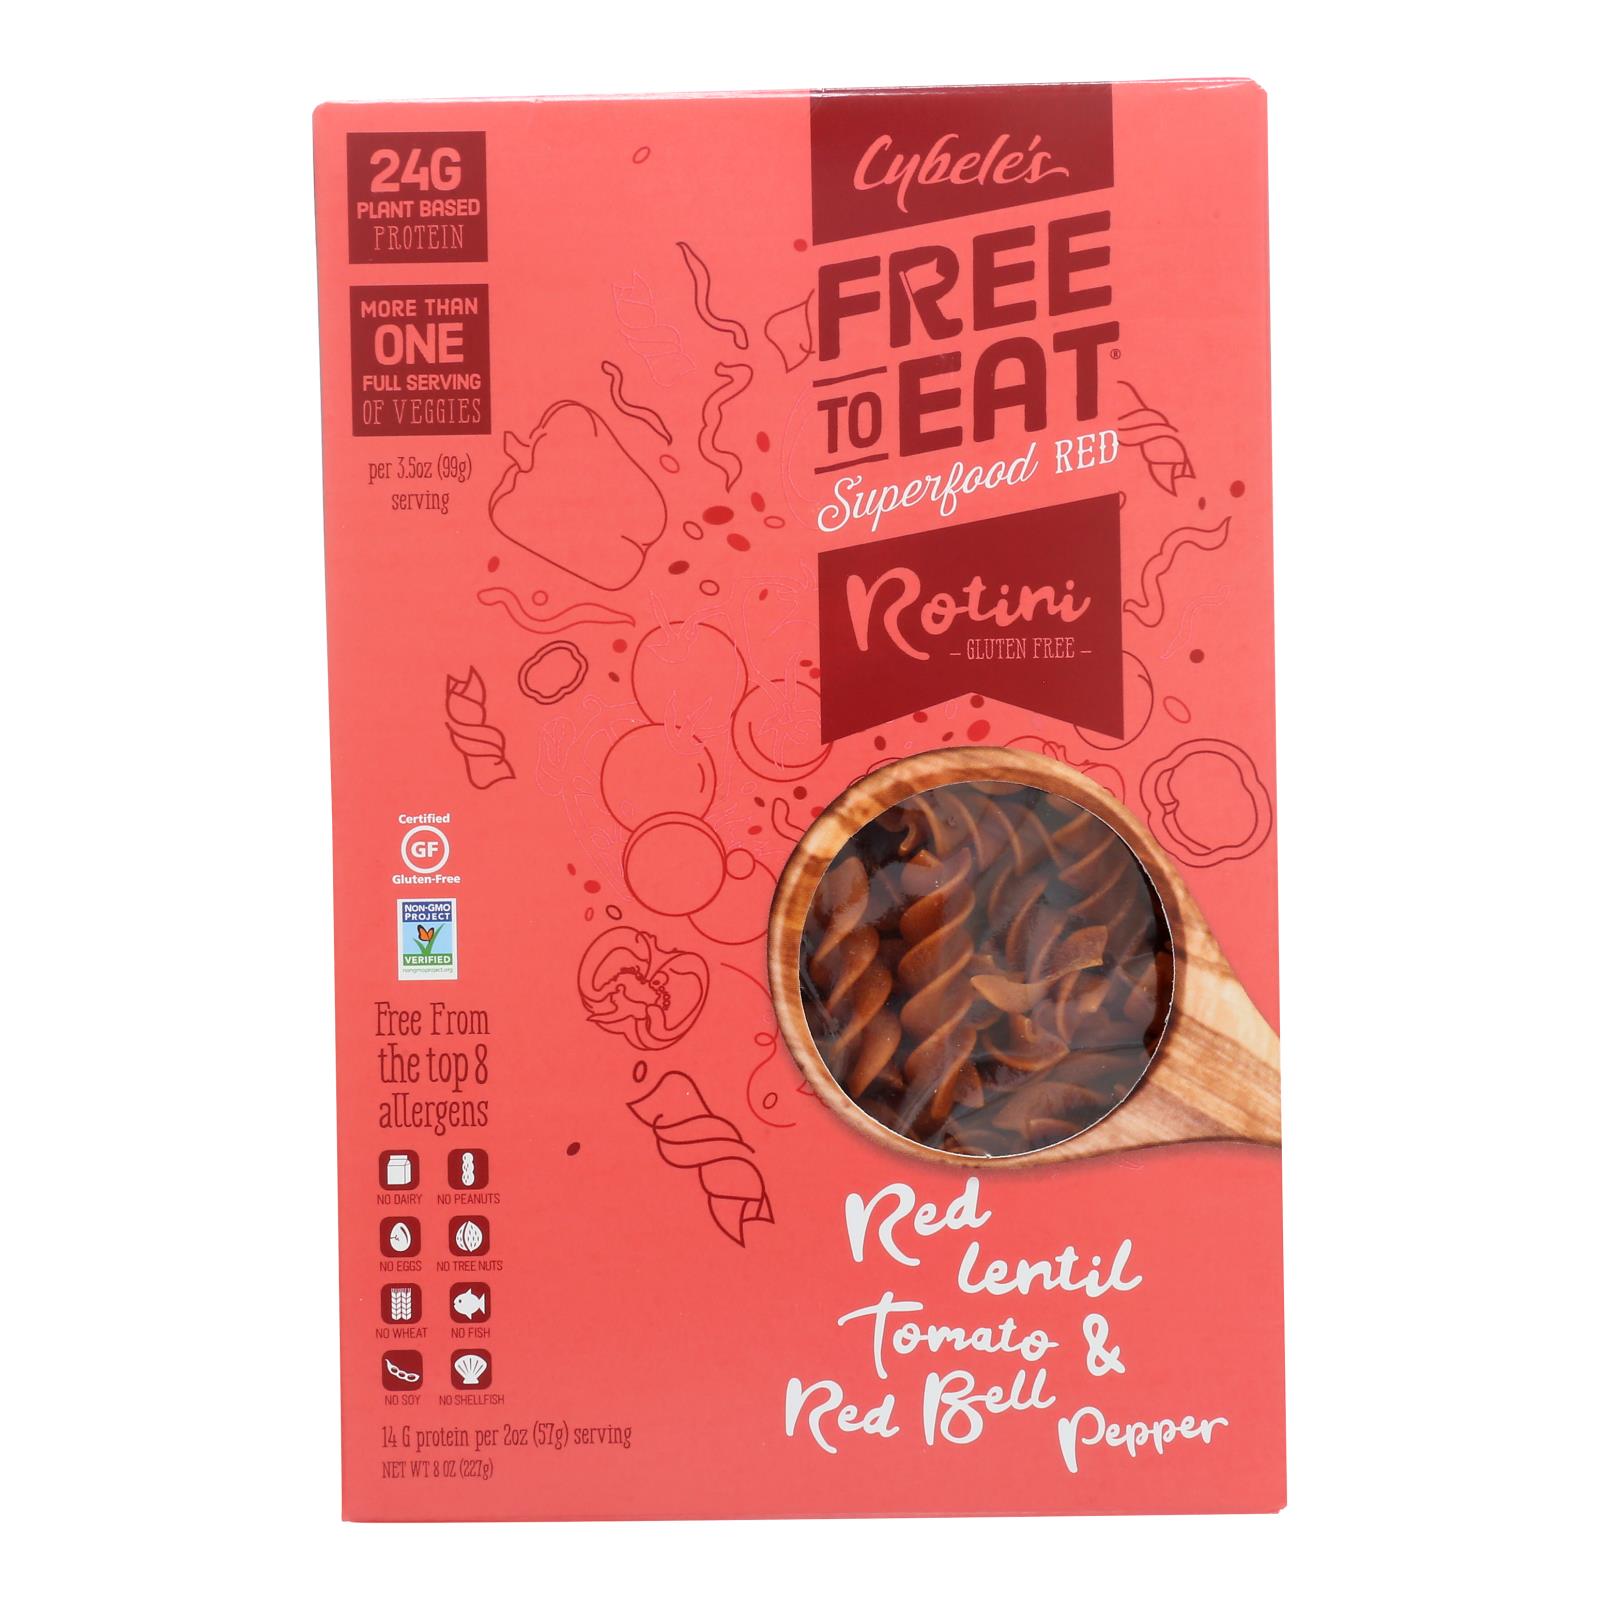 24G
PLANT BASED
PROTEIN
MORE THAN
ONE
FULL SERVING
OF VEGGIES
per 3.5oz (99g)
serving
Cybele's
FREE
TO EAT®
Superfood RED
Rotini
– GLUTEN FREE –
Certified
GF
Gluten-Free
NON-GMO
PROJECT
VERIFIED
nongmoproject.org
Free From
the top 8
allergens
NO DAIRY NO PEANUTS
NO EGGS NO TREE NUTS
NO WHEAT NO FISH
NO SOY NO SHELLFISH
14 G protein per 2oz (57g) serving
NET WT 8 OZ (227g)
Red
Lentil
Tomato &
Red Bell
Pepper